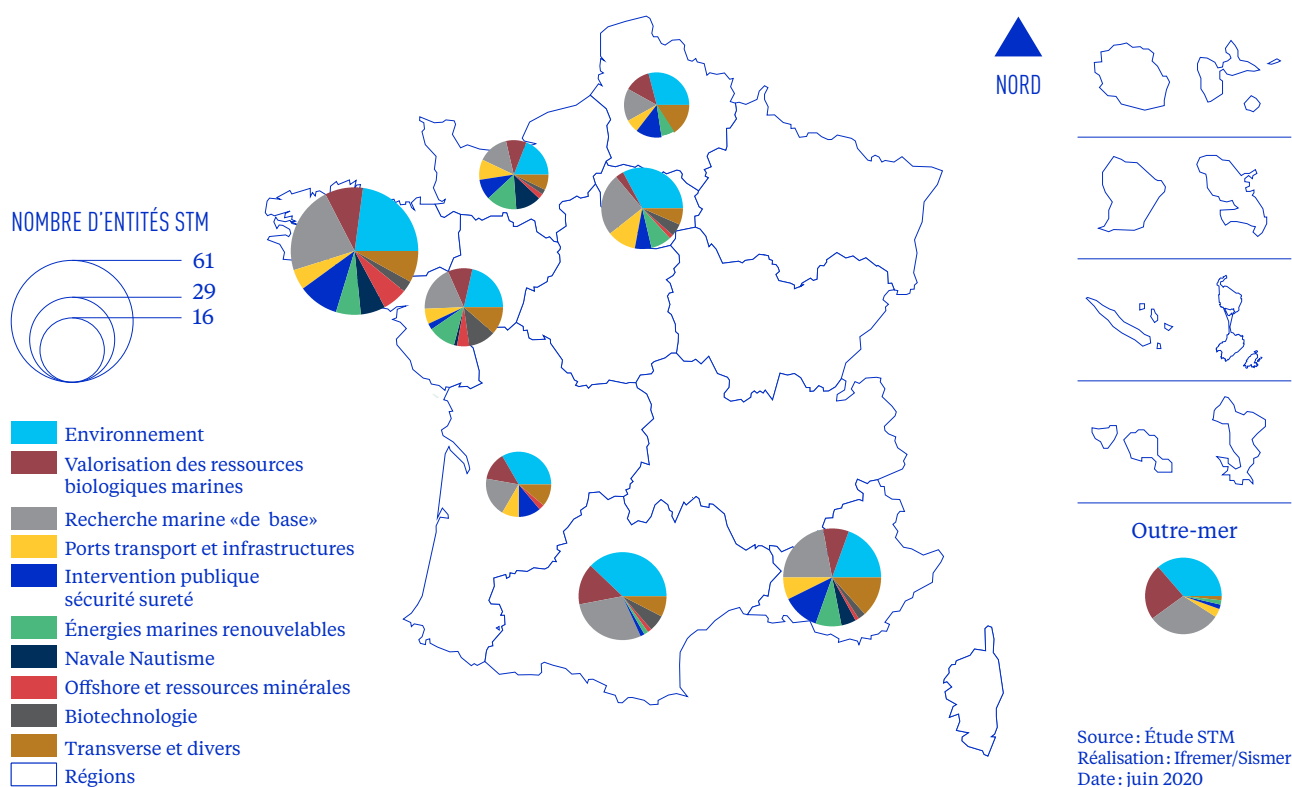 NORD
NOMBRE D'ENTITÉS STM
61
29
16
Environnement
Valorisation des ressources
biologiques marines
Recherche marine «de base»
Ports transport et infrastructures
Intervention publique
sécurité sureté
Énergies marines renouvelables
Navale Nautisme
Offshore et ressources minérales
Biotechnologie
Transverse et divers
Régions
Outre-mer
Source : Étude STM
Réalisation : Ifremer/Sismer
Date : juin 2020